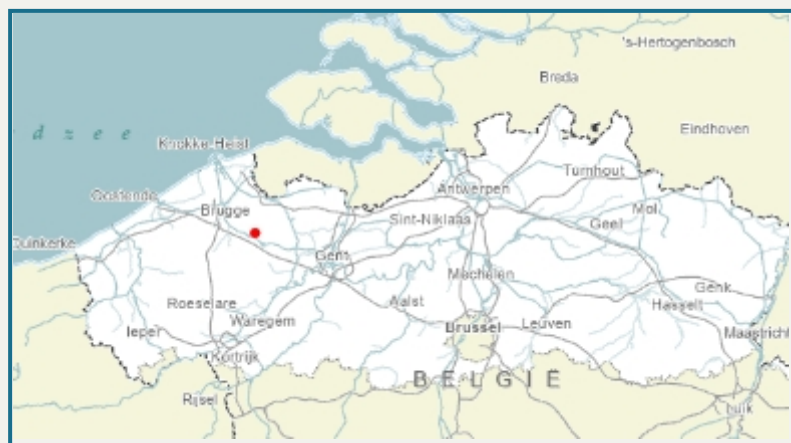 's-Hertogenbosch
Breda
Eindhoven
d z e e
Knokke-Heist
Turnhout
Antwerpen
Oostende
Mol
Brugge
Sint-Niklaas
Geel
Duinkerke
Gent
Mechelen
Genk
Roeselare
Aalst
Hasselt
Waregem
Brussel
Leuven
Ieper
Maastricht
Kortrijk
BELGIË
Rijsel
Luik